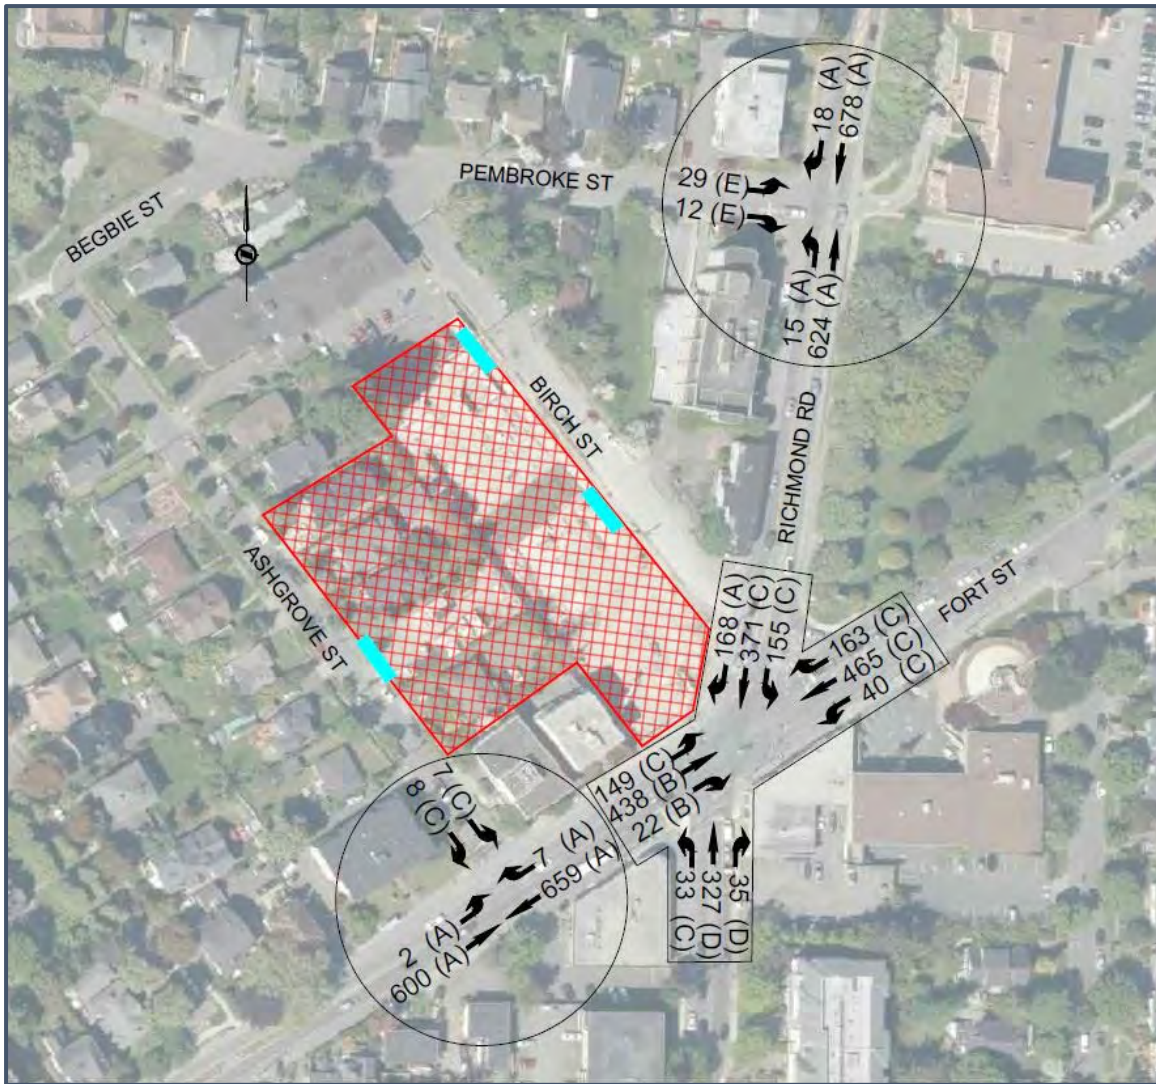 18 (A)
678 (A)
PEMBROKE ST
29 (E)
12 (E)
BEGBIE ST
15 (A)
624 (A)
BIRCH ST
RICHMOND RD
ASHGROVE ST
FORT ST
168 (A)
371 (C)
155 (C)
163 (C)
465 (C)
40 (C)
149 (C)
438 (B)
22 (B)
33 (C)
327 (D)
35 (D)
7 (C)
8 (C)
7 (A)
659 (A)
2 (A)
600 (A)